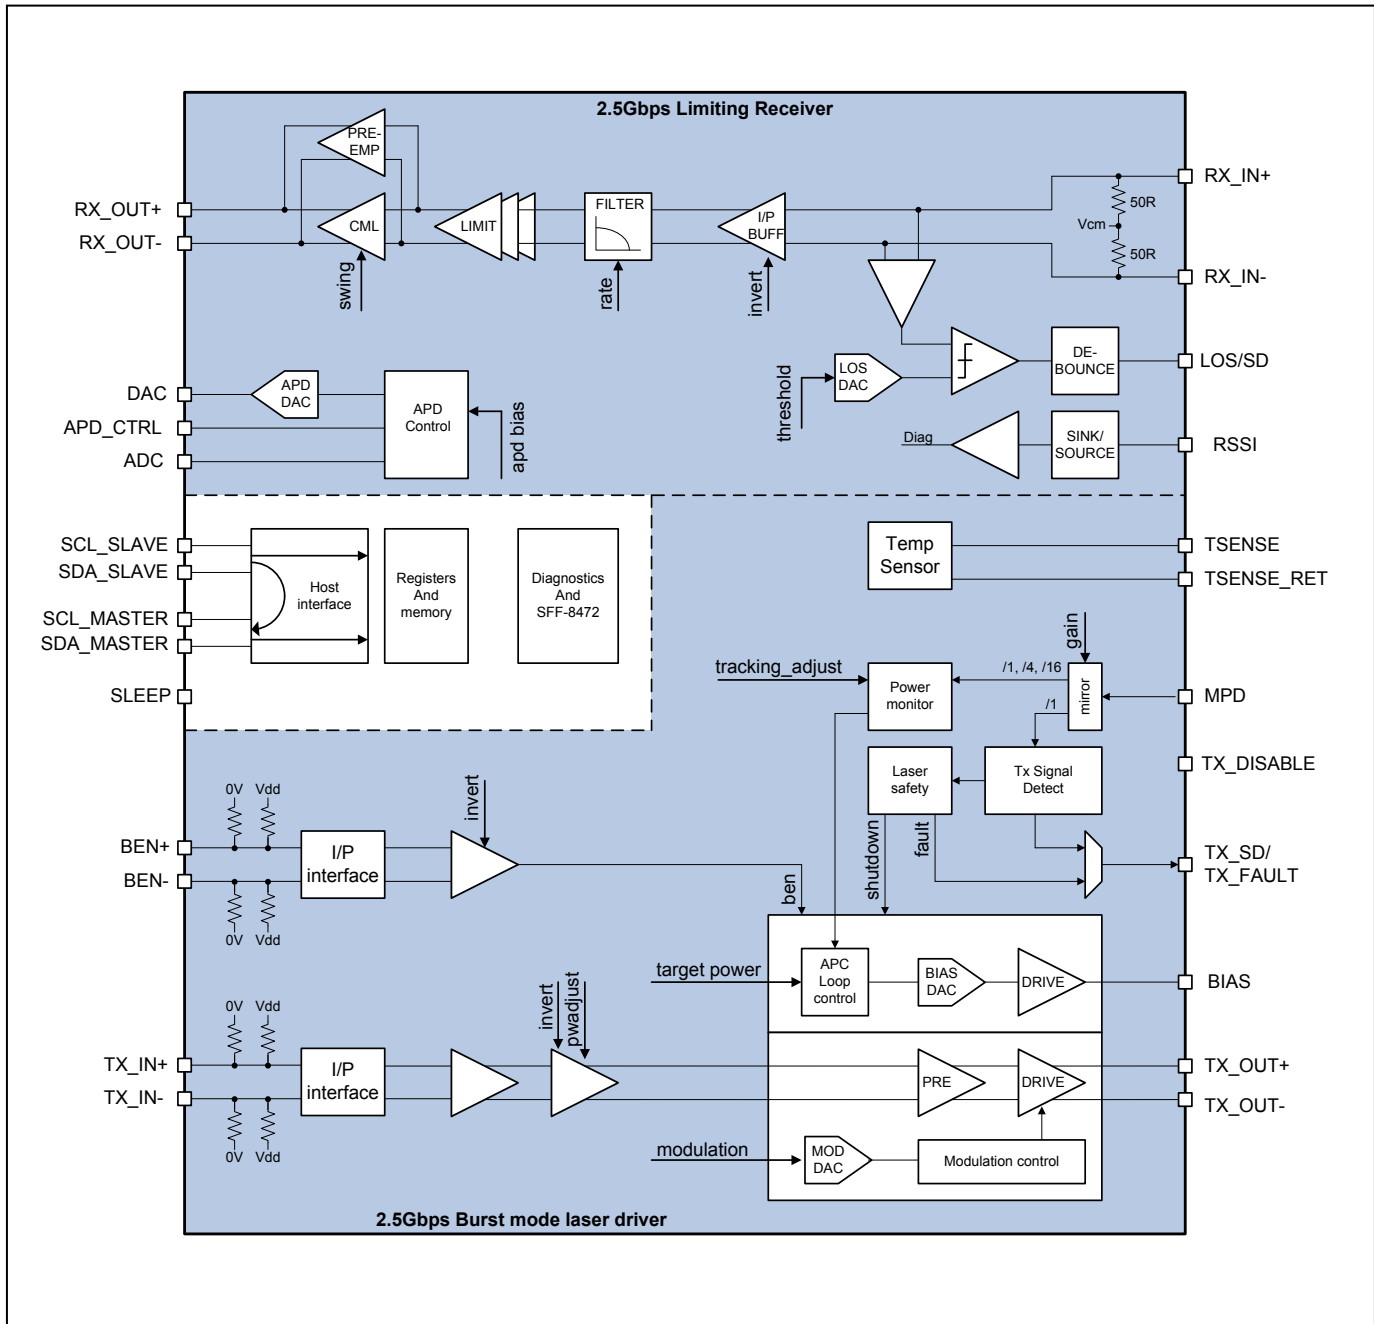 2.5Gbps Limiting Receiver
PRE-
EMP
RX_OUT+
RX_OUT-
CML
LIMIT
FILTER
I/P
BUFF
RX_IN+
50R
Vcm
50R
RX_IN-
swing
rate
invert
LOS
DAC
threshold
DE-
BOUNCE
LOS/SD
DAC
APD_CTRL
ADC
APD
DAC
APD
Control
apd bias
Diag
SINK/
SOURCE
RSSI
SCL_SLAVE
SDA_SLAVE
SCL_MASTER
SDA_MASTER
SLEEP
Host
interface
Registers
And
memory
Diagnostics
And
SFF-8472
Temp
Sensor
TSENSE
TSENSE_RET
gain
tracking_adjust
Power
monitor
/1, /4, /16
/1
mirror
MPD
TX_DISABLE
Laser
safety
Tx Signal
Detect
shutdown
fault
TX_SD/
TX_FAULT
0V
Vdd
BEN+
BEN-
I/P
interface
invert
0V
Vdd
ben
target power
APC
Loop
control
BIAS
DAC
DRIVE
BIAS
0V
Vdd
TX_IN+
TX_IN-
I/P
interface
invert
pwadjust
0V
Vdd
PRE
DRIVE
TX_OUT+
TX_OUT-
modulation
MOD
DAC
Modulation control
2.5Gbps Burst mode laser driver